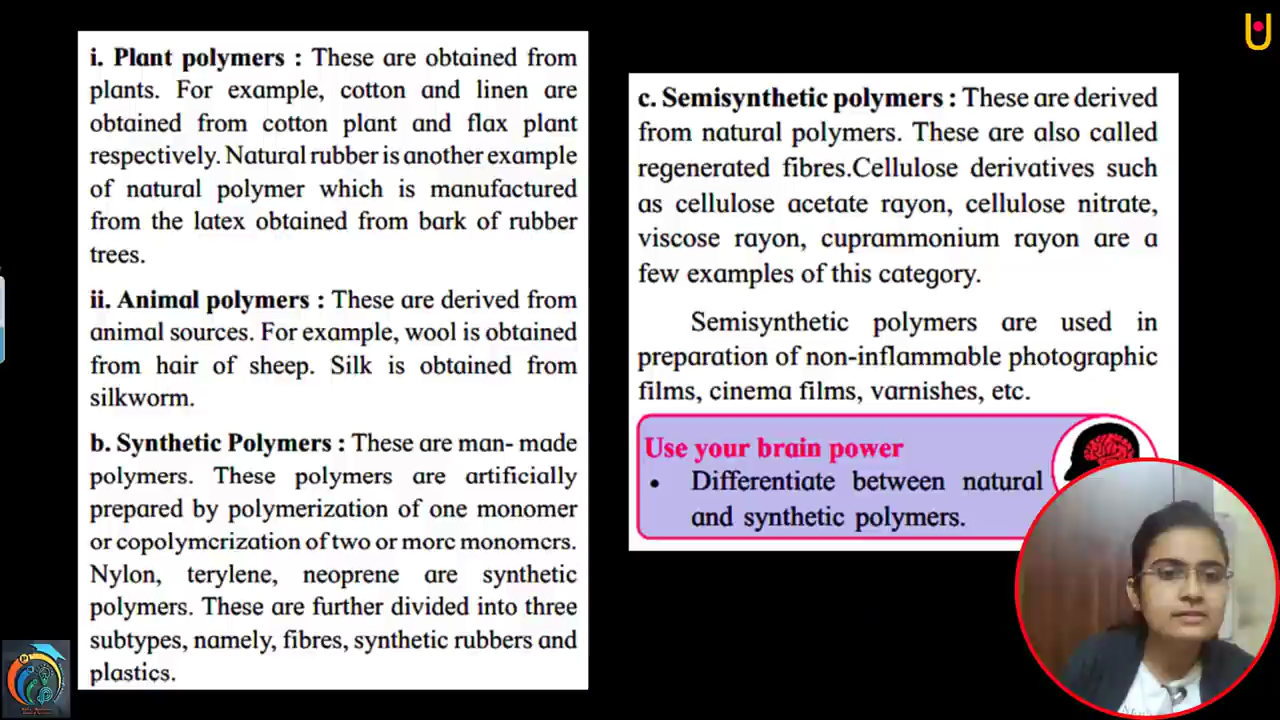 i. Plant polymers : These are obtained from
plants. For example, cotton and linen are
obtained from cotton plant and flax plant
respectively. Natural rubber is another example
of natural polymer which is manufactured
from the latex obtained from bark of rubber
trees.
ii. Animal polymers : These are derived from
animal sources. For example, wool is obtained
from hair of sheep. Silk is obtained from
silkworm.
b. Synthetic Polymers : These are man- made
polymers. These polymers are artificially
prepared by polymerization of one monomer
or copolymerization of two or more monomers.
Nylon, terylene, neoprene are synthetic
polymers. These are further divided into three
subtypes, namely, fibres, synthetic rubbers and
plastics.
c. Semisynthetic polymers : These are derived
from natural polymers. These are also called
regenerated fibres.Cellulose derivatives such
as cellulose acetate rayon, cellulose nitrate,
viscose rayon, cuprammonium rayon are a
few examples of this category.
Semisynthetic polymers are used in
preparation of non-inflammable photographic
films, cinema films, varnishes, etc.
Use your brain power
• Differentiate between natural
and synthetic polymers.